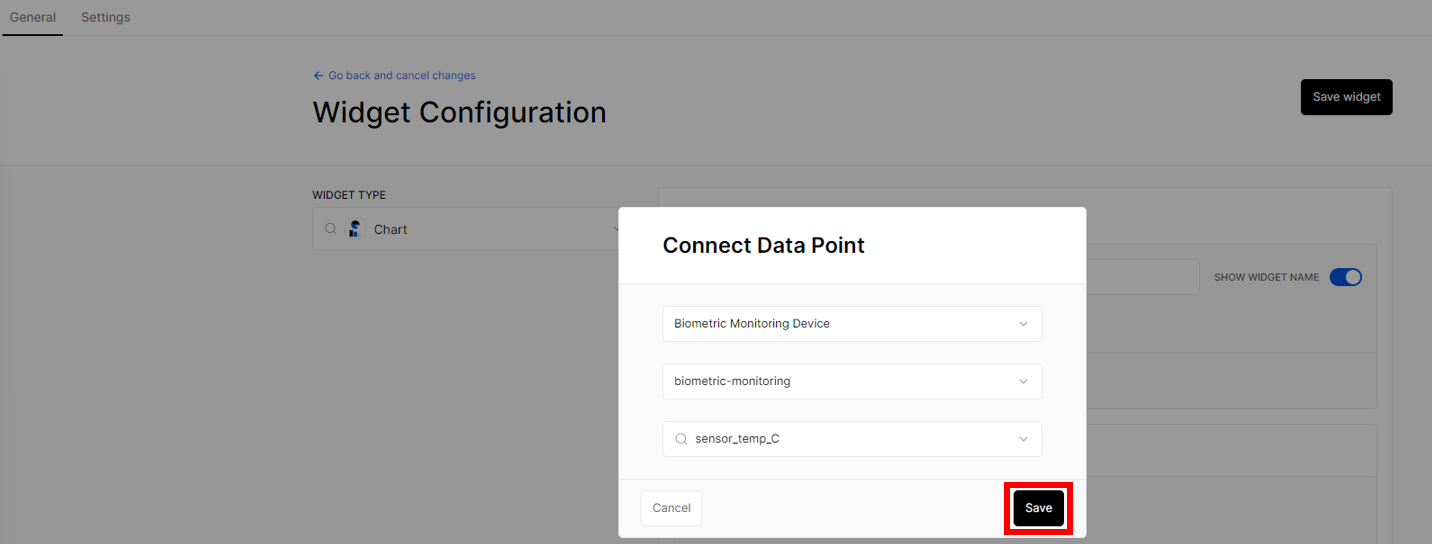 General Settings
Go back and cancel changes
Widget Configuration
Save widget
WIDGET TYPE
Chart
SHOW WIDGET NAME
Connect Data Point
Biometric Monitoring Device
biometric-monitoring
sensor_temp_C
Cancel Save